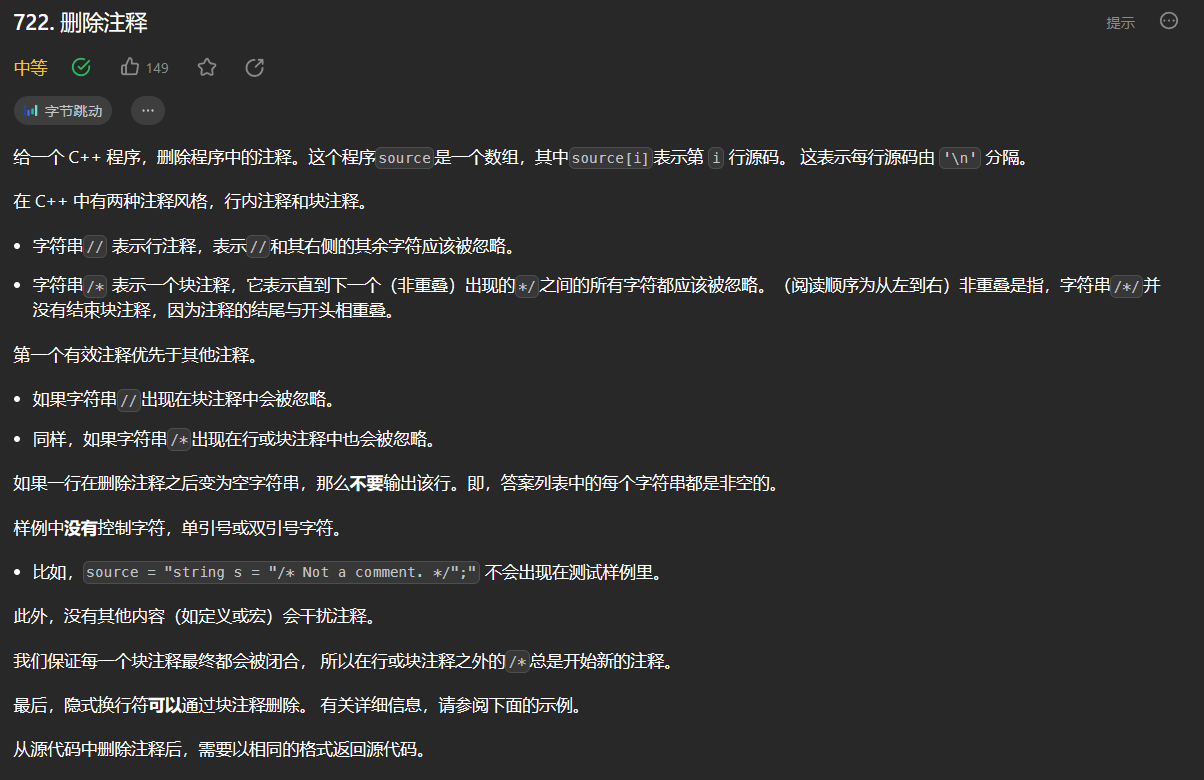 722. 删除注释
提示
中等
149
字节跳动
给一个 C++ 程序，删除程序中的注释。这个程序source是一个数组，其中source[i]表示第 i 行源码。 这表示每行源码由 '\n' 分隔。
在 C++ 中有两种注释风格，行内注释和块注释。
• 字符串// 表示行注释，表示//和其右侧的其余字符应该被忽略。
• 字符串/* 表示一个块注释，它表示直到下一个（非重叠）出现的*/之间的所有字符都应该被忽略。（阅读顺序为从左到右）非重叠是指，字符串/*/并
没有结束块注释，因为注释的结尾与开头相重叠。
第一个有效注释优先于其他注释。
• 如果字符串//出现在块注释中会被忽略。
• 同样，如果字符串/*出现在行或块注释中也会被忽略。
如果一行在删除注释之后变为空字符串，那么不要输出该行。即，答案列表中的每个字符串都是非空的。
样例中没有控制字符，单引号或双引号字符。
• 比如，source = "string s = "/* Not a comment. */";" 不会出现在测试样例里。
此外，没有其他内容（如定义或宏）会干扰注释。
我们保证每一个块注释最终都会被闭合， 所以在行或块注释之外的/*总是开始新的注释。
最后，隐式换行符可以通过块注释删除。 有关详细信息，请参阅下面的示例。
从源代码中删除注释后，需要以相同的格式返回源代码。